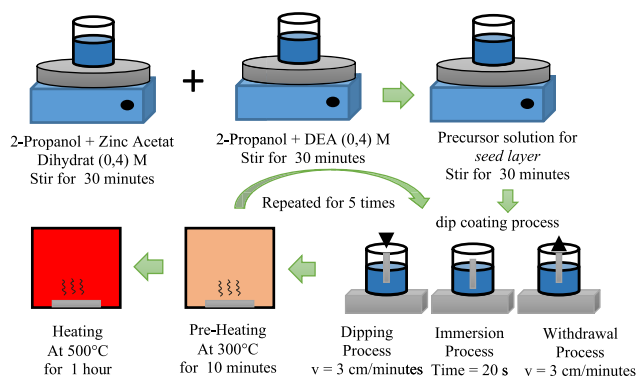 2-Propanol + Zinc Acetat
Dihydrat (0,4) M
Stir for 30 minutes
+
2-Propanol + DEA (0,4) M
Stir for 30 minutes
Precursor solution for
seed layer
Stir for 30 minutes
Repeated for 5 times
dip coating process
Heating
At 500°C
for 1 hour
Pre-Heating
At 300°C
for 10 minutes
Dipping
Process
v = 3 cm/minutes
Immersion
Process
Time = 20 s
Withdrawal
Process
v = 3 cm/minutes